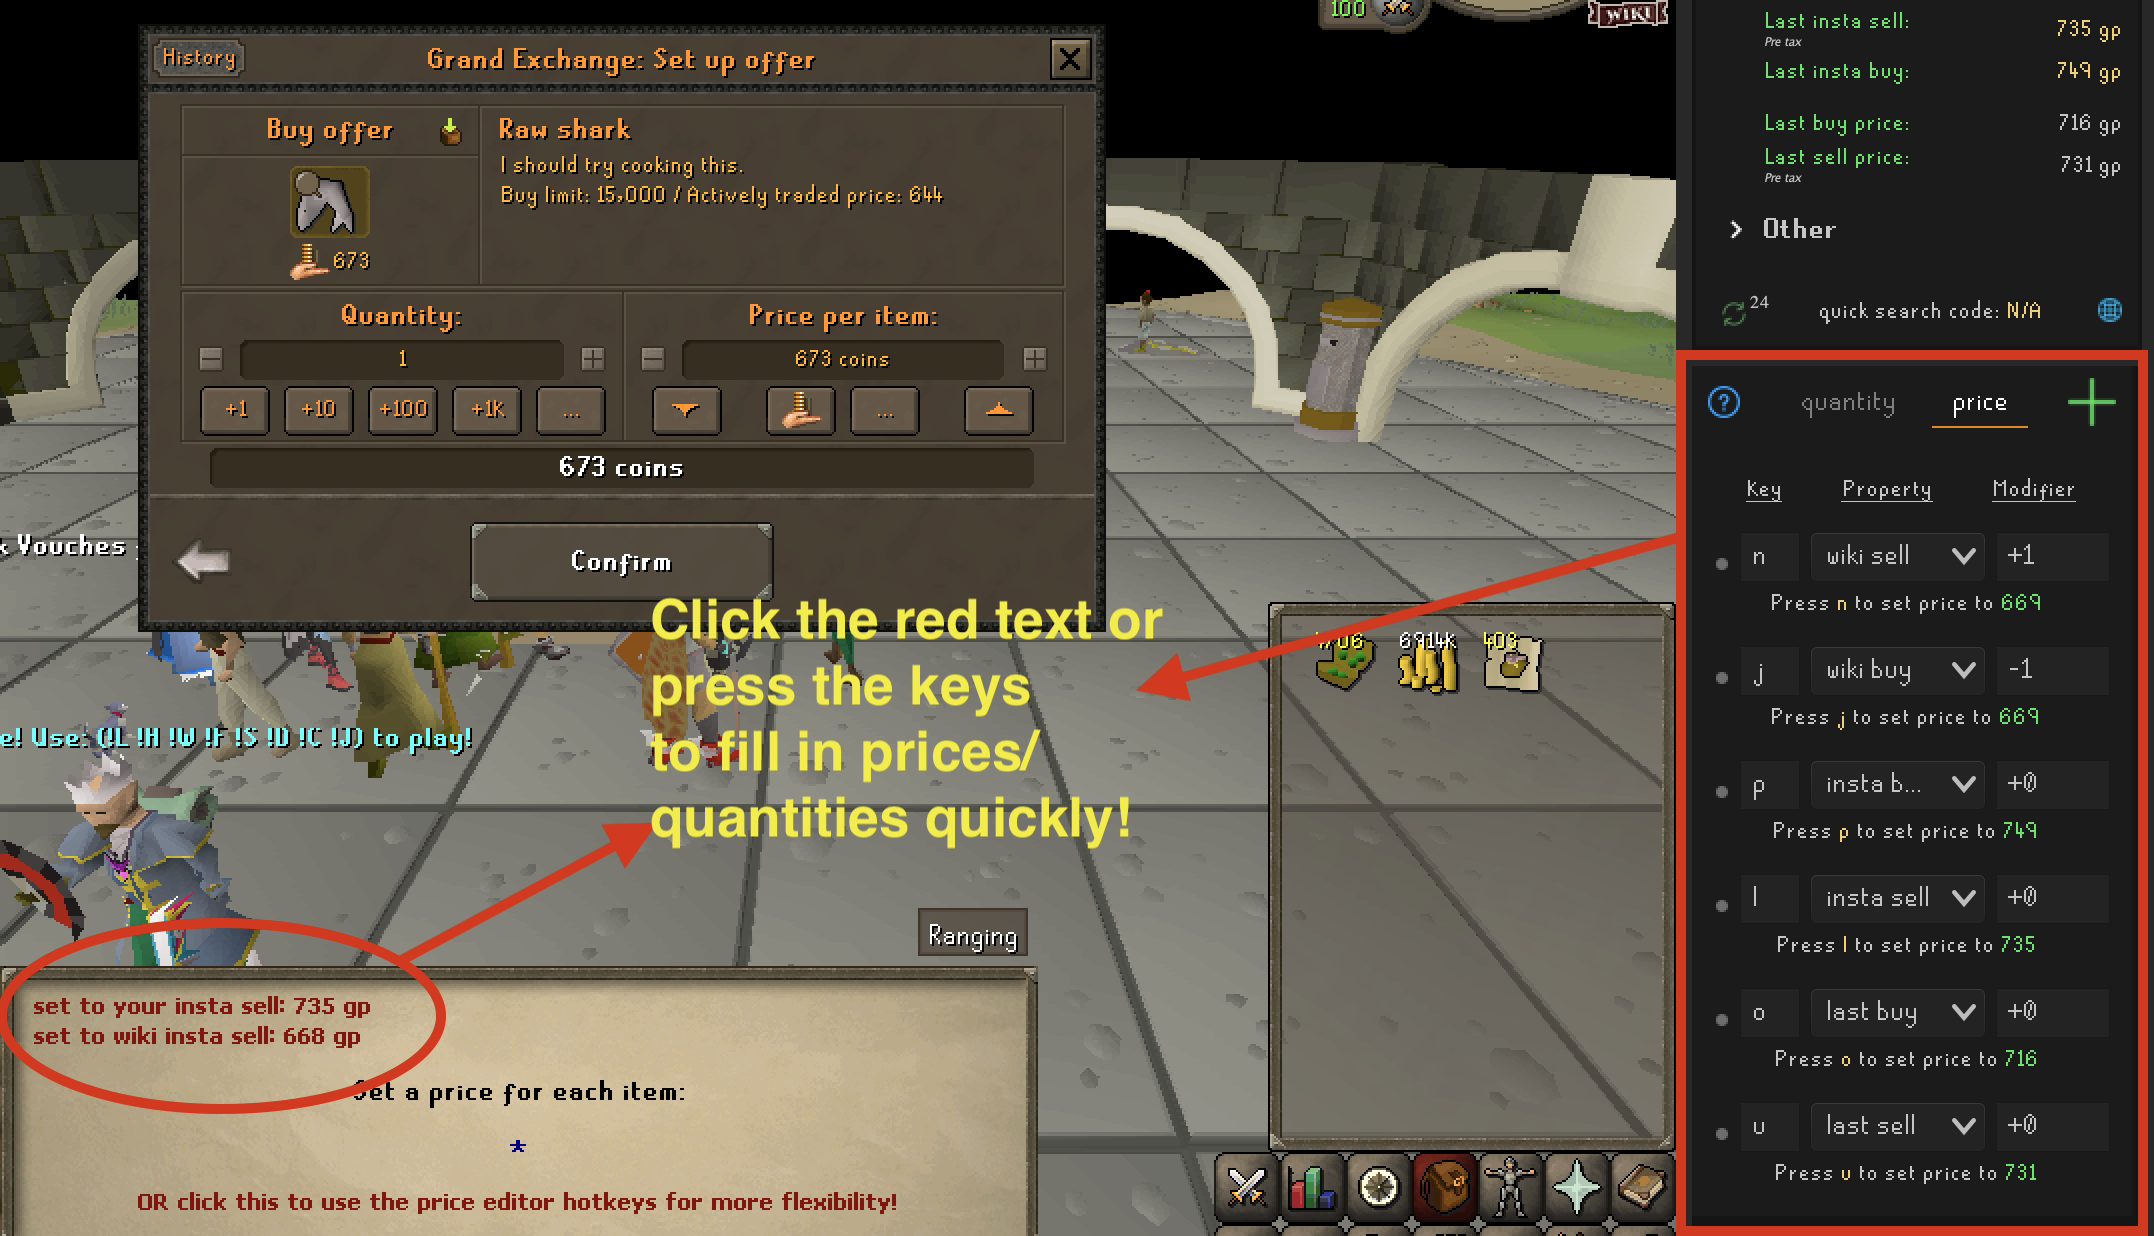 100
WIKI
History
Grand Exchange: Set up offer
Buy offer
Raw shark
I should try cooking this.
Buy limit: 15,000 / Actively traded price: 644
673
Quantity:
Price per item:
1
673 coins
+1
+10
+100
+1K
...
...
673 coins
Confirm
Vouches
e! Use: (!L !H !W !F !S !D !C !J) to play!
Click the red text or
press the keys
to fill in prices/
quantities quickly!
6914K
408
Ranging
set to your insta sell: 735 gp
set to wiki insta sell: 668 gp
Set a price for each item:
*
OR click this to use the price editor hotkeys for more flexibility!
Last insta sell: 735 gp
Pre tax
Last insta buy: 749 gp
Last buy price: 716 gp
Last sell price: 731 gp
Pre tax
Other
24
quick search code: N/A
? quantity price
Key Property Modifier
n wiki sell +1
Press n to set price to 669
j wiki buy -1
Press j to set price to 669
p insta b... +0
Press p to set price to 749
l insta sell +0
Press l to set price to 735
o last buy +0
Press o to set price to 716
u last sell +0
Press u to set price to 731